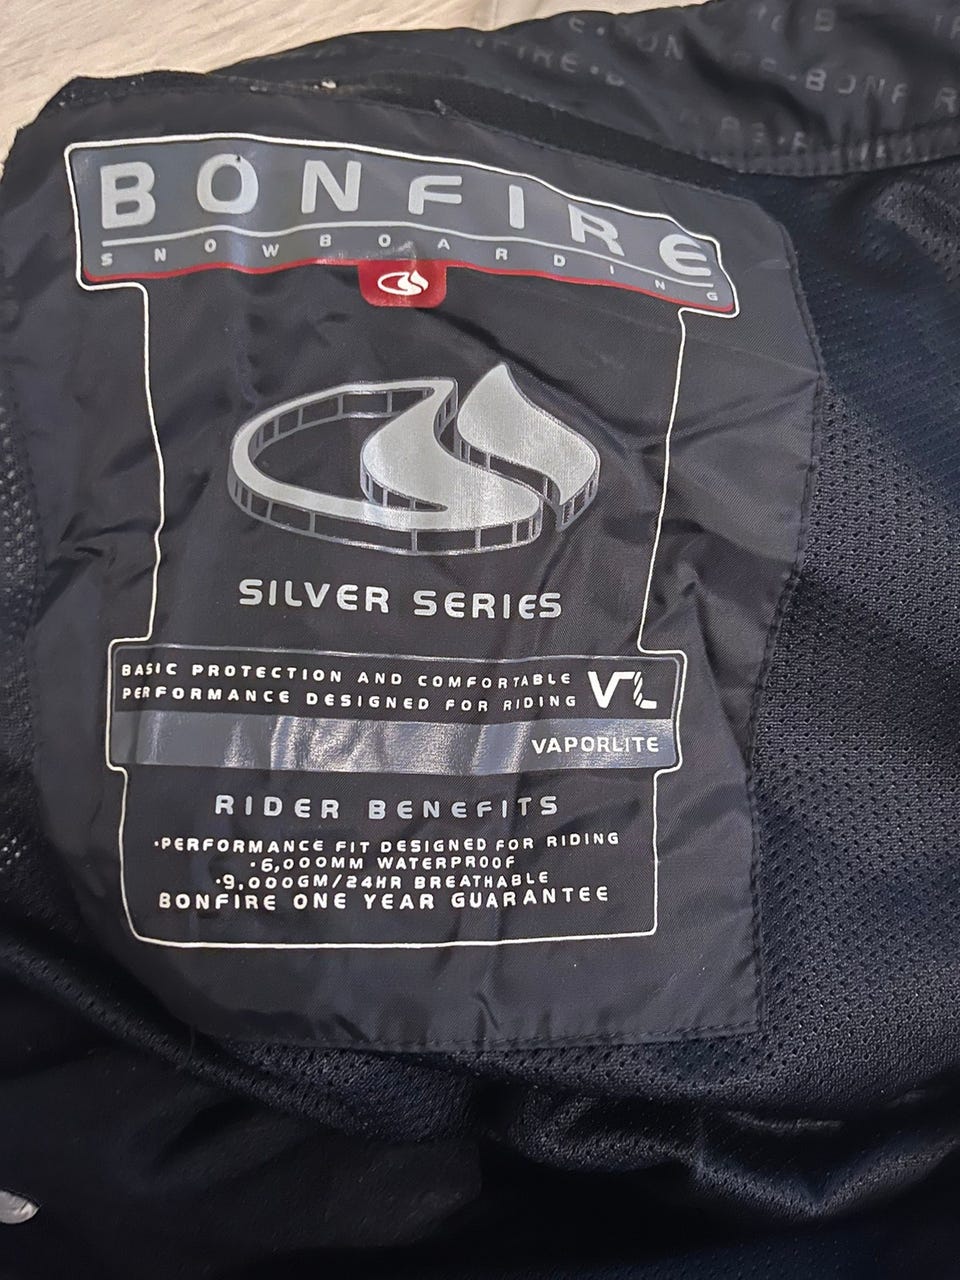 BONFIRE
SNOWBOARDING
SILVER SERIES
BASIC PROTECTION AND COMFORTABLE
PERFORMANCE DESIGNED FOR RIDING
VL
VAPORLITE
RIDER BENEFITS
•PERFORMANCE FIT DESIGNED FOR RIDING
•6,000MM WATERPROOF
•9,000GM/24HR BREATHABLE
BONFIRE ONE YEAR GUARANTEE